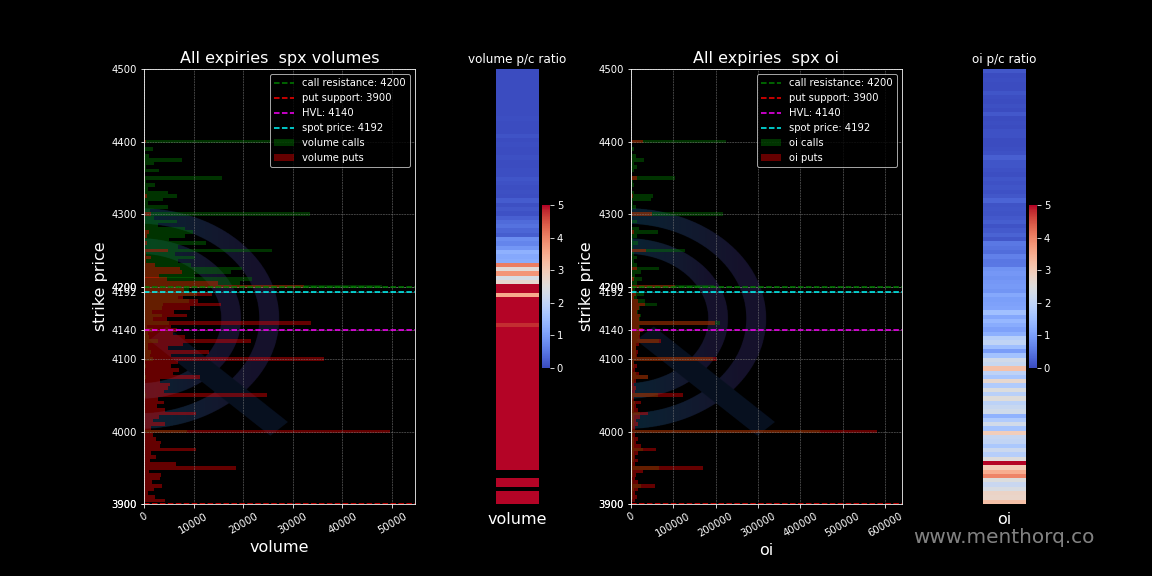 All expiries  spx volumes
volume p/c ratio
All expiries  spx oi
oi p/c ratio
call resistance: 4200
put support: 3900
HVL: 4140
spot price: 4192
volume calls
volume puts
call resistance: 4200
put support: 3900
HVL: 4140
spot price: 4192
oi calls
oi puts
4500
4400
4300
4200
4192
4140
4100
4000
3900
strike price
0
10000
20000
30000
40000
50000
volume
5
4
3
2
1
0
volume
4500
4400
4300
4200
4192
4140
4100
4000
3900
strike price
0
100000
200000
300000
400000
500000
600000
oi
5
4
3
2
1
0
oi
www.menthorq.co